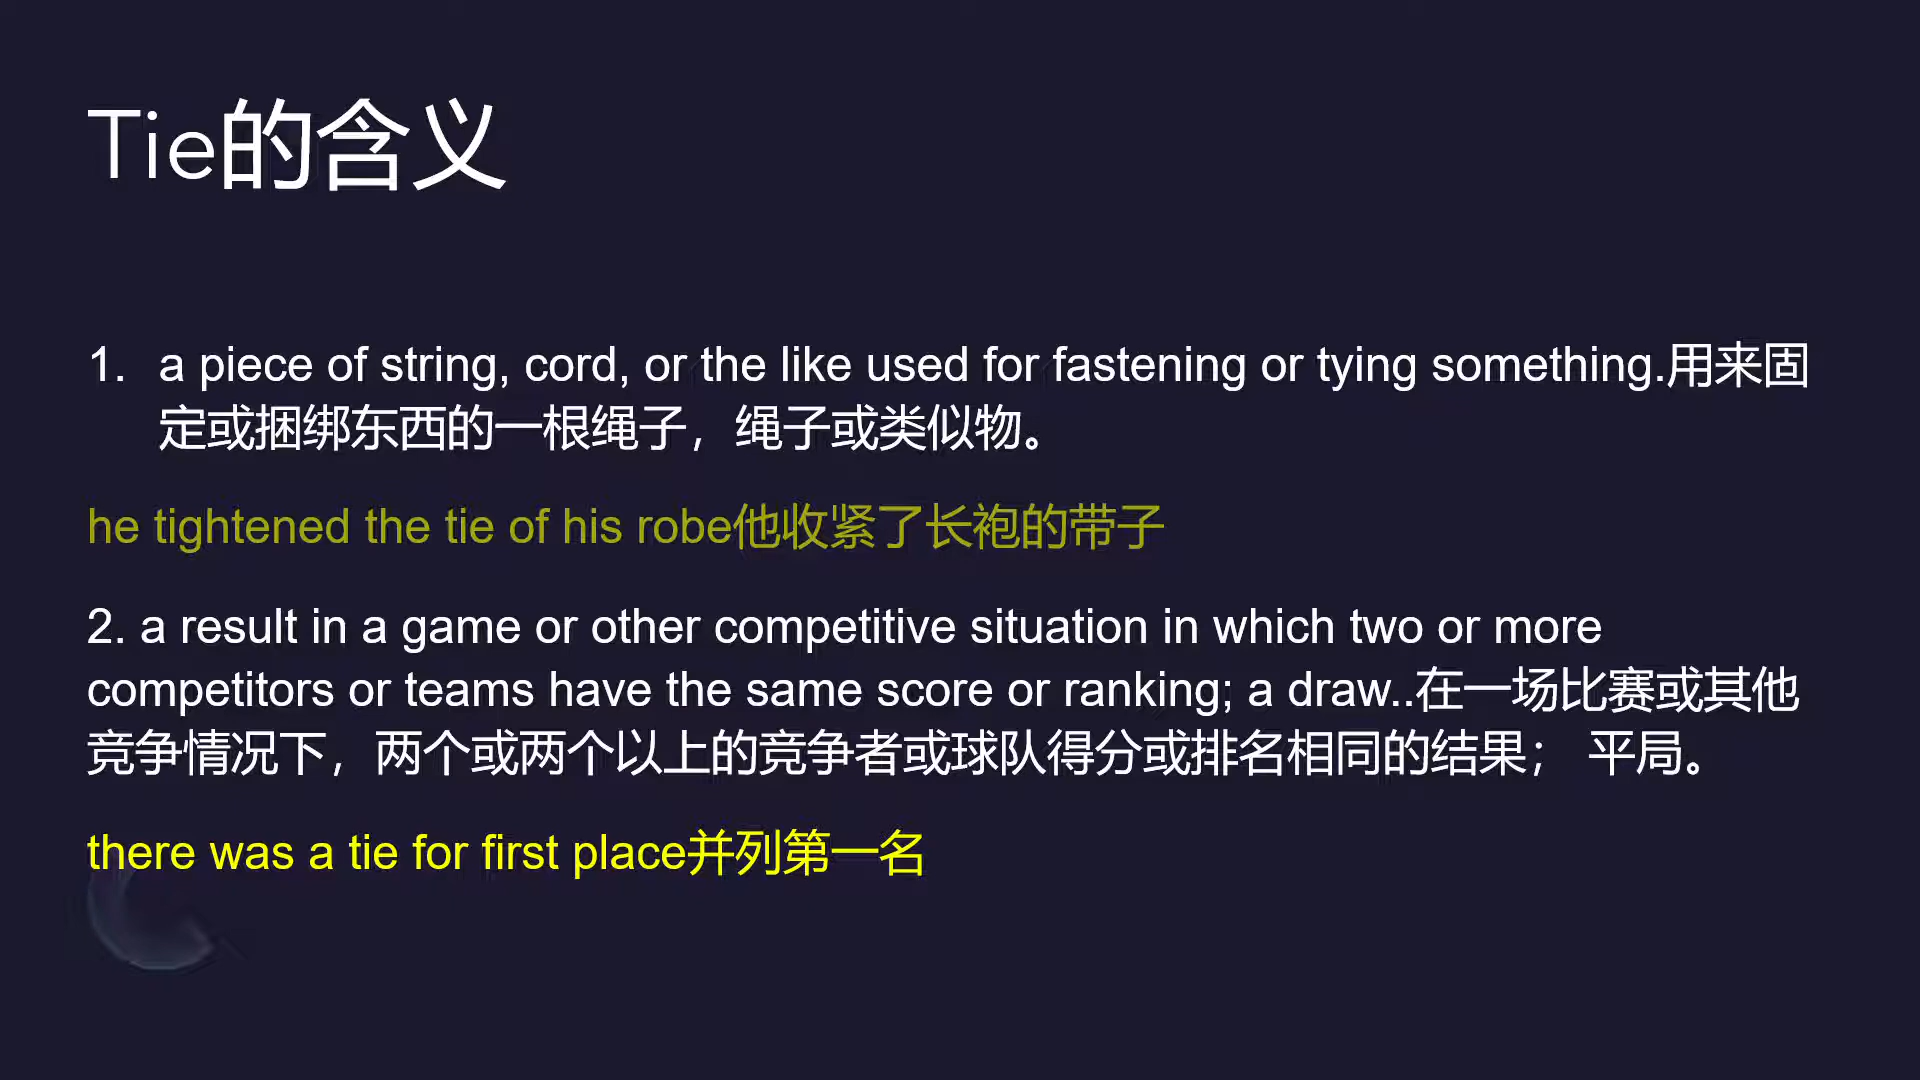 Tie的含义
1. a piece of string, cord, or the like used for fastening or tying something.用来固
定或捆绑东西的一根绳子，绳子或类似物。
he tightened the tie of his robe他收紧了长袍的带子
2. a result in a game or other competitive situation in which two or more
competitors or teams have the same score or ranking; a draw..在一场比赛或其他
竞争情况下，两个或两个以上的竞争者或球队得分或排名相同的结果； 平局。
there was a tie for first place并列第一名